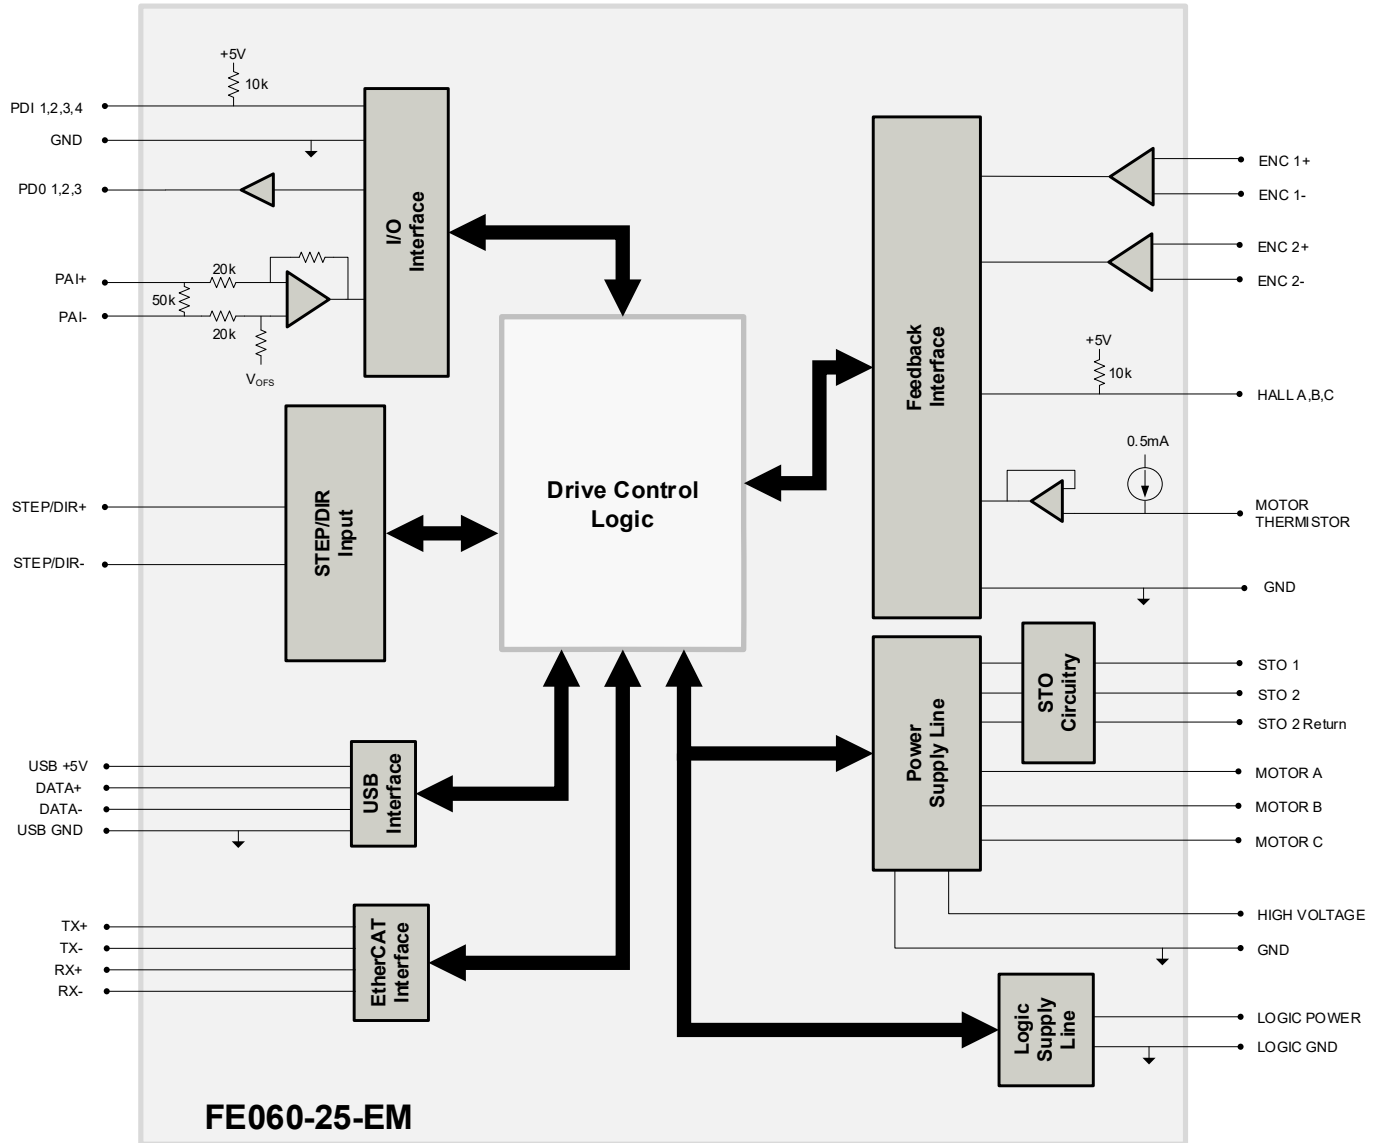 +5V
10k
PDI 1,2,3,4
GND
PD0 1,2,3
PAI+
PAI-
50k
20k
20k
VOFS
I/O
Interface
STEP/DIR+
STEP/DIR-
STEP/DIR
Input
USB +5V
DATA+
DATA-
USB GND
USB
Interface
TX+
TX-
RX+
RX-
EtherCAT
Interface
Drive Control
Logic
Feedback
Interface
ENC 1+
ENC 1-
ENC 2+
ENC 2-
+5V
10k
HALL A,B,C
0.5mA
MOTOR
THERMISTOR
GND
Power
Supply Line
STO
Circuitry
STO 1
STO 2
STO 2 Return
MOTOR A
MOTOR B
MOTOR C
HIGH VOLTAGE
GND
Logic
Supply
Line
LOGIC POWER
LOGIC GND
FE060-25-EM